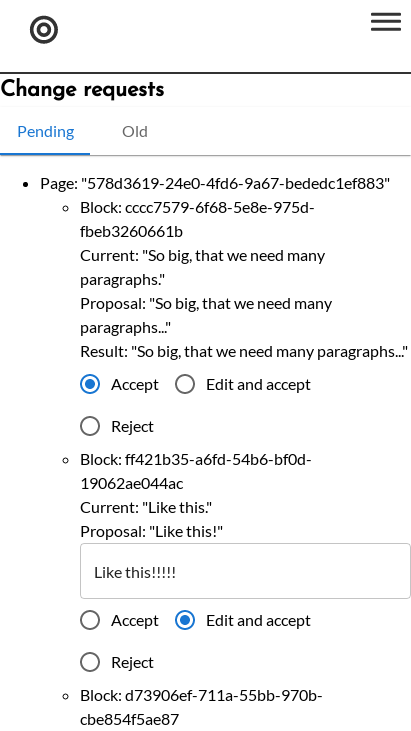 Change requests
Pending Old
Page: "578d3619-24e0-4fd6-9a67-bededc1ef883"
Block: cccc7579-6f68-5e8e-975d-
fbeb3260661b
Current: "So big, that we need many
paragraphs."
Proposal: "So big, that we need many
paragraphs..."
Result: "So big, that we need many paragraphs..."
Accept Edit and accept
Reject
Block: ff421b35-a6fd-54b6-bf0d-
19062ae044ac
Current: "Like this."
Proposal: "Like this!"
Like this!!!!!
Accept Edit and accept
Reject
Block: d73906ef-711a-55bb-970b-
cbe854f5ae87